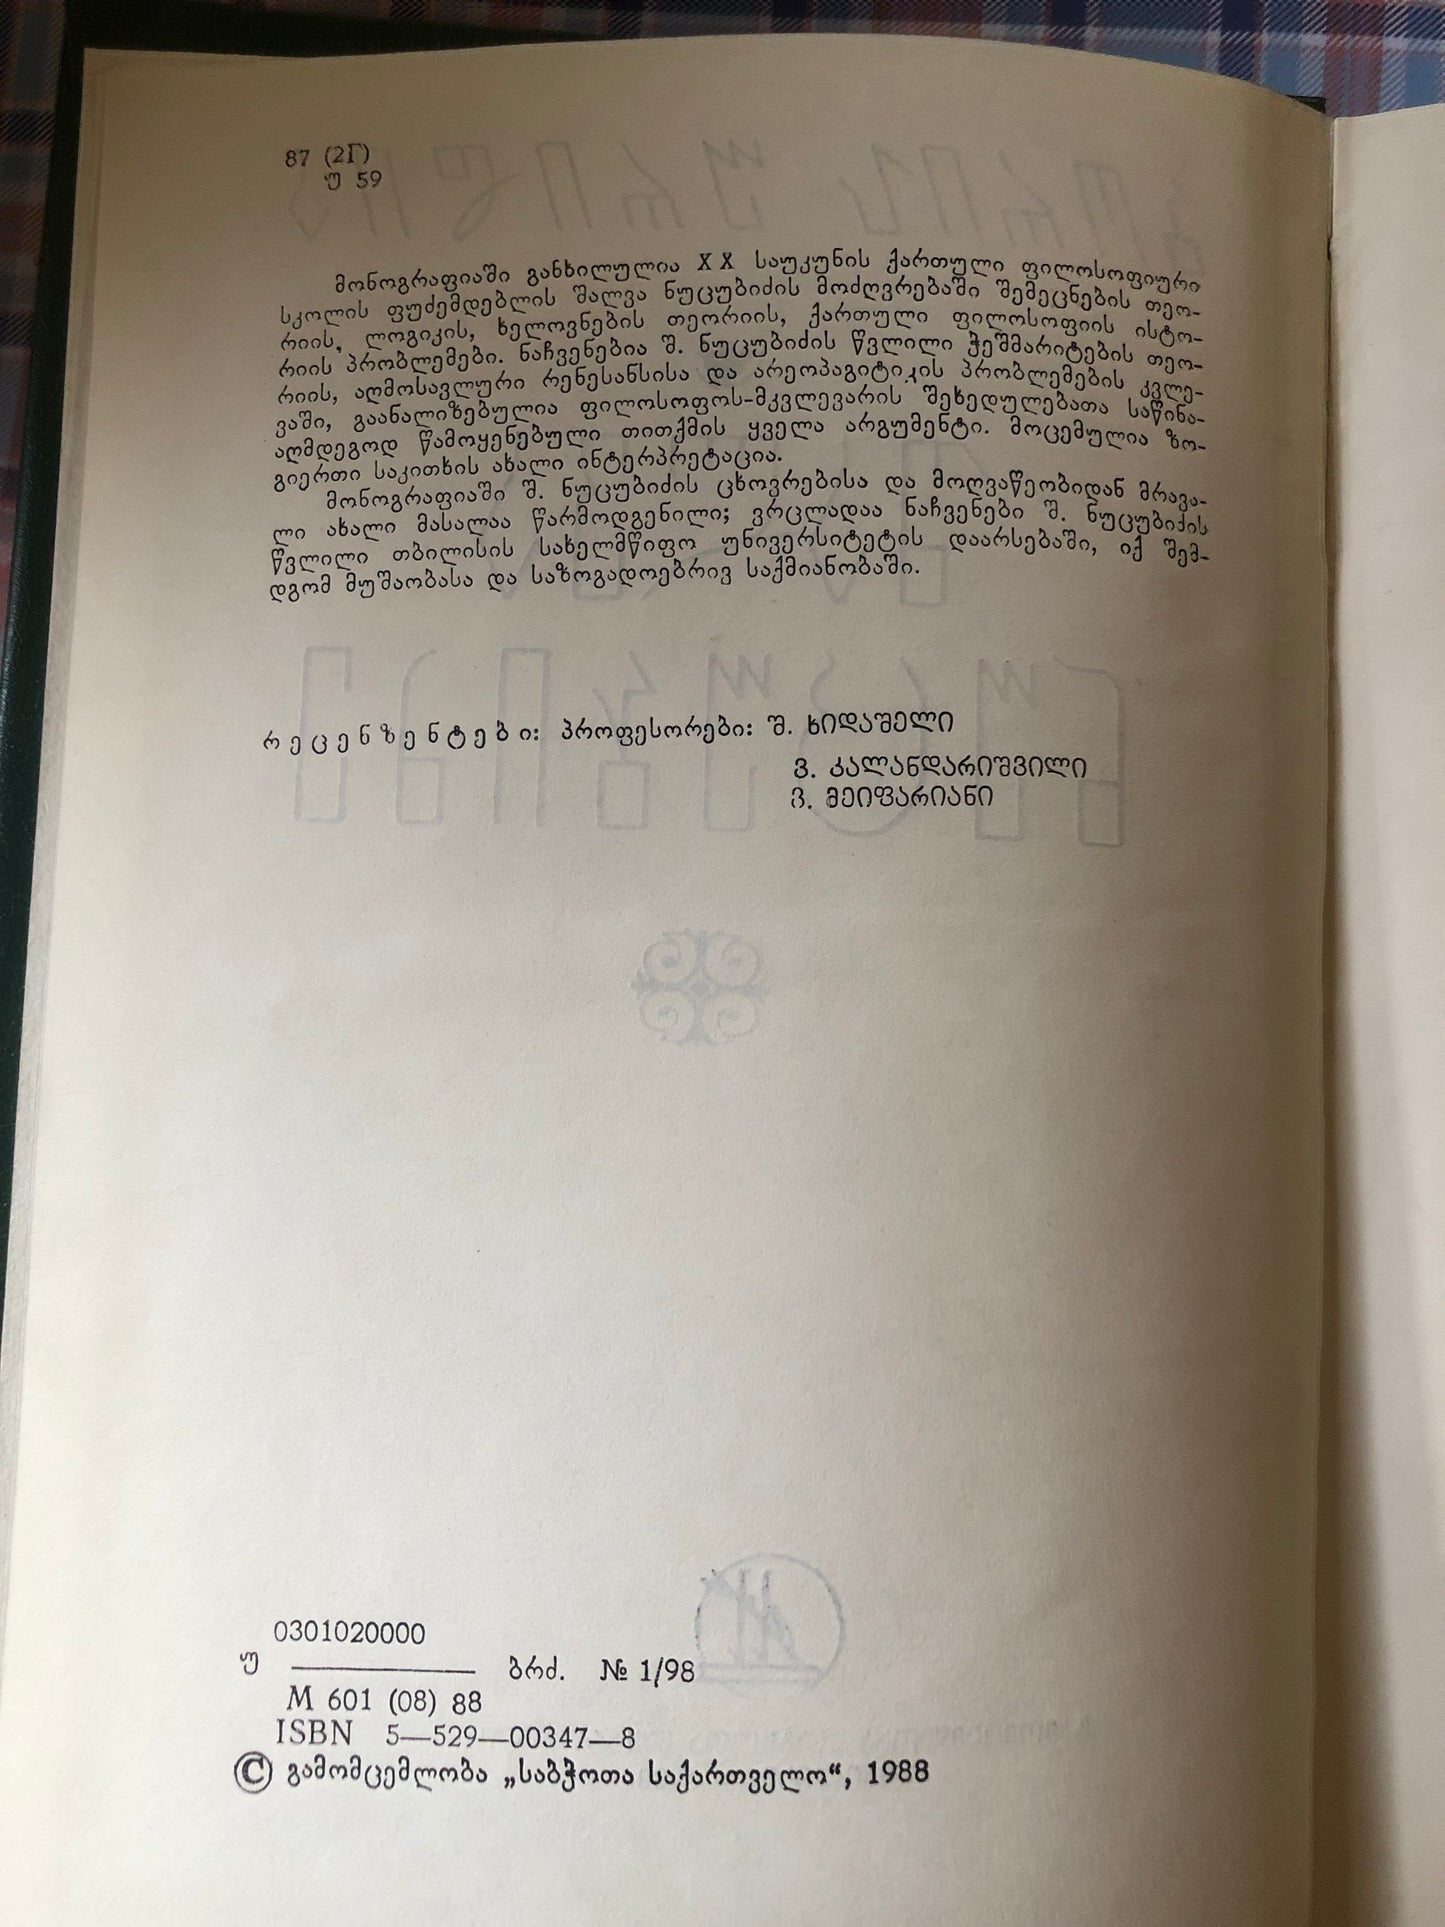 87 (2Г)
უ 59
მონოგრაფიაში განხილულია XX საუკუნის ქართული ფილოსოფიური
სკოლის ფუძემდებლის შალვა ნუცუბიძის მოძღვრებაში შემეცნების თეო-
რიის, ლოგიკის, ხელოვნების თეორიის, ქართული ფილოსოფიის ისტო-
რიის პრობლემები. ნაჩვენებია შ. ნუცუბიძის წვლილი ჭეშმარიტების თეო-
რიის, აღმოსავლური რენესანსისა და არეოპაგიტიკის პრობლემების კვლე-
ვაში, გაანალიზებულია ფილოსოფოს-მკვლევარის შეხედულებათა საწინა-
აღმდეგოდ წამოყენებული თითქმის ყველა არგუმენტი. მოცემულია ზო-
გიერთი საკითხის ახალი ინტერპრეტაცია.
მონოგრაფიაში შ. ნუცუბიძის ცხოვრებისა და მოღვაწეობიდან მრავა-
ლი ახალი მასალაა წარმოდგენილი; ვრცლადაა ნაჩვენები შ. ნუცუბიძის
წვლილი თბილისის სახელმწიფო უნივერსიტეტის დაარსებაში, იქ შემ-
დგომ მუშაობასა და საზოგადოებრივ საქმიანობაში.
რეცენზენტები: პროფესორები: შ. ხიდაშელი
ვ. კალანდარიშვილი
ჰ. მეიფარიანი
0301020000
უ ბრძ. № 1/98
М 601 (08) 88
ISBN 5—529—00347—8
© გამომცემლობა „საბჭოთა საქართველო“, 1988